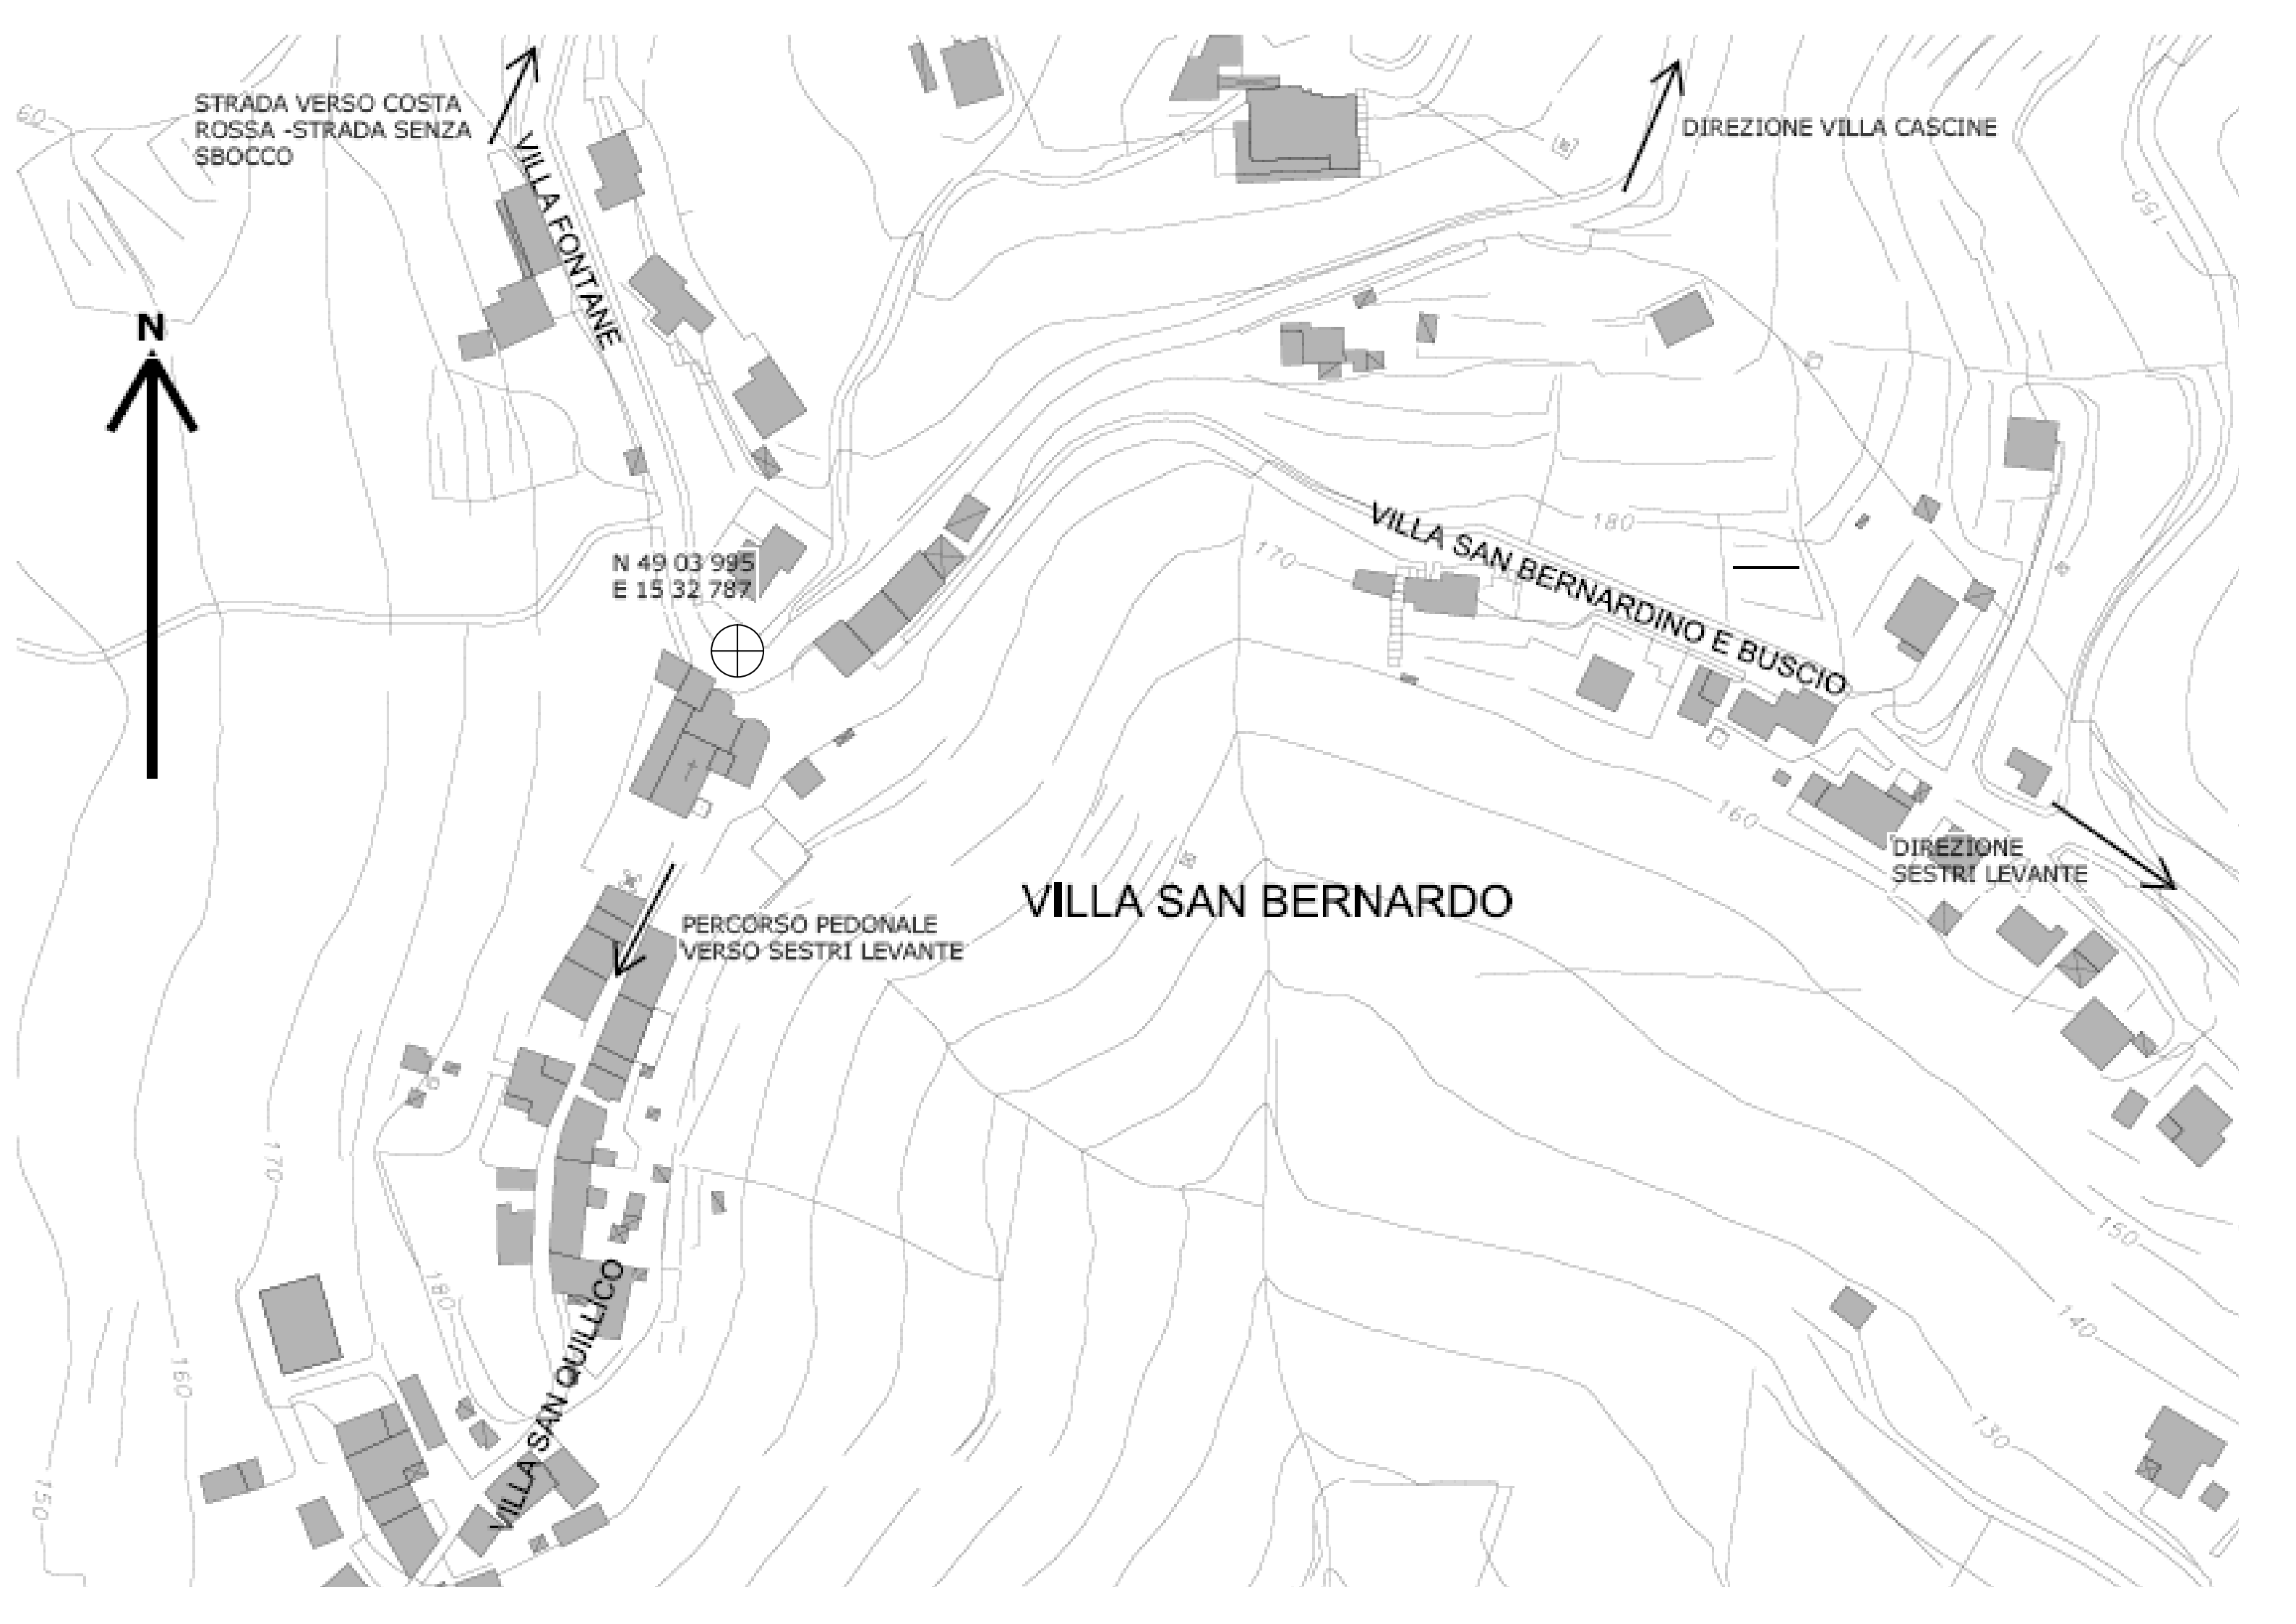 STRADA VERSO COSTA
ROSSA -STRADA SENZA
SBOCCO
VILLA FONTANE
DIREZIONE VILLA CASCINE
60
150
N
N 49 03 995
E 15 32 787
VILLA SAN BERNARDINO E BUSCIO
180
170
160
DIREZIONE
SESTRI LEVANTE
VILLA SAN BERNARDO
PERCORSO PEDONALE
VERSO SESTRI LEVANTE
170
180
160
150
VILLA SAN QUILLICO
150
140
130